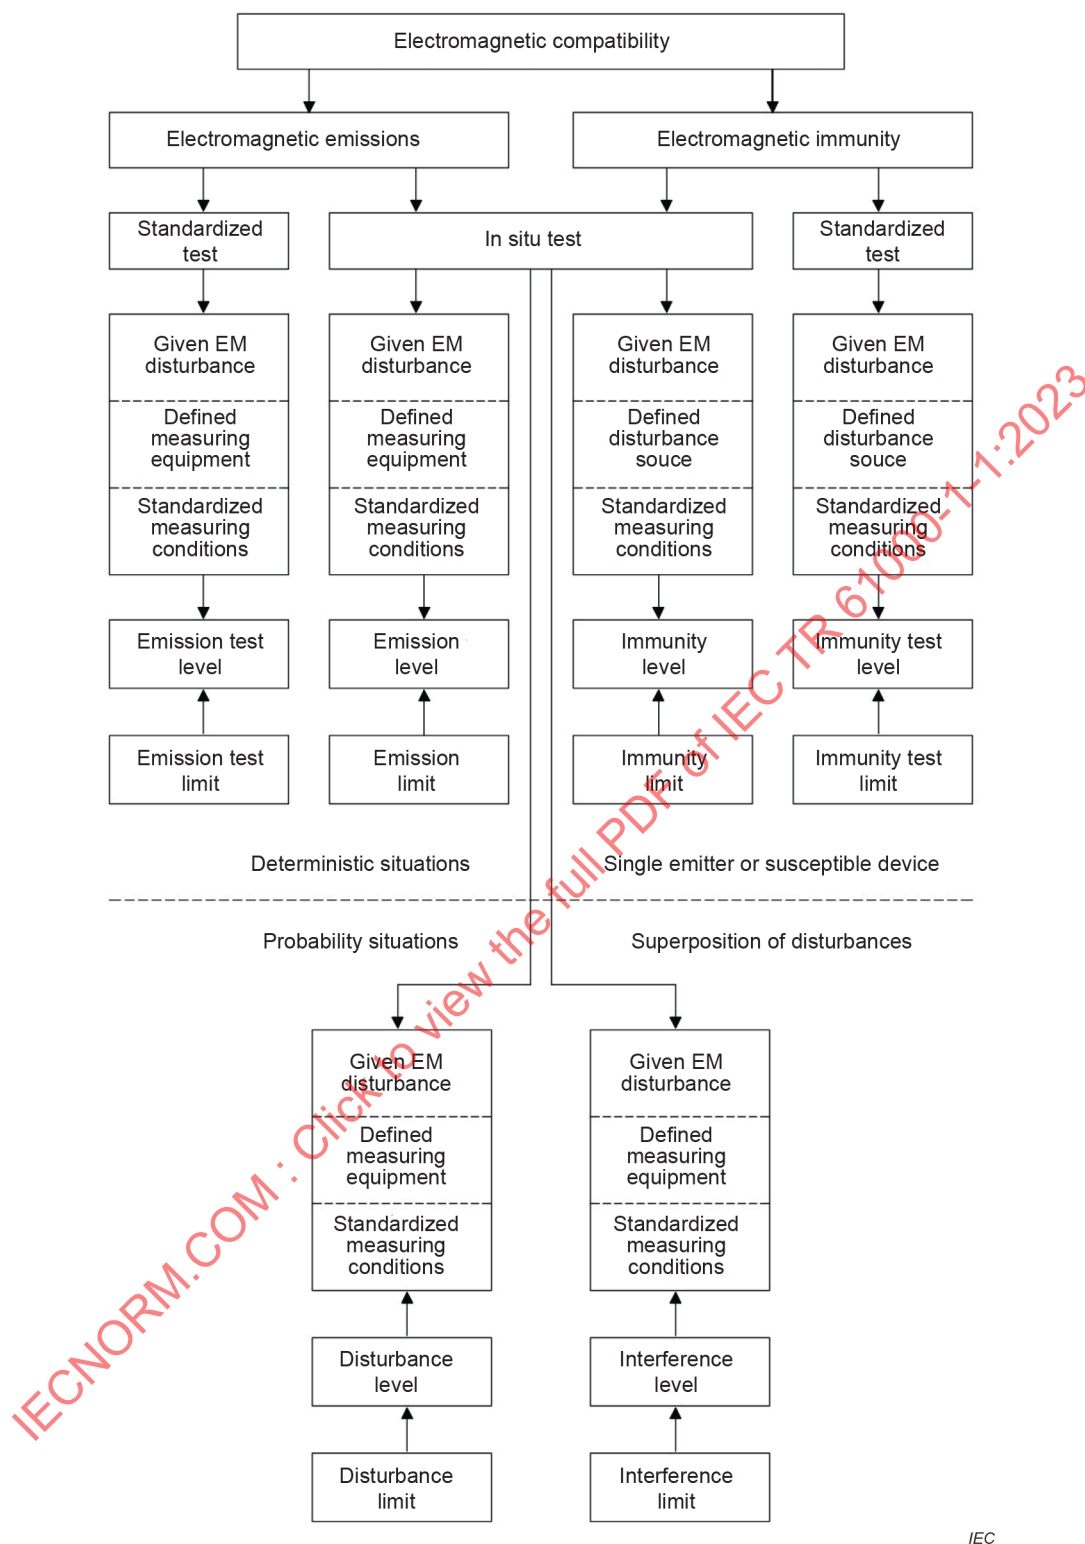 Electromagnetic compatibility
Electromagnetic emissions
Electromagnetic immunity
Standardized
test
In situ test
Standardized
test
Given EM
disturbance
Defined
measuring
equipment
Standardized
measuring
conditions
Given EM
disturbance
Defined
measuring
equipment
Standardized
measuring
conditions
Given EM
disturbance
Defined
disturbance
souce
Standardized
measuring
conditions
Given EM
disturbance
Defined
disturbance
souce
Standardized
measuring
conditions
Emission test
level
Emission
level
Immunity
level
Immunity test
level
Emission test
limit
Emission
limit
Immunity
limit
Immunity test
limit
Deterministic situations
Single emitter or susceptible device
Probability situations
Superposition of disturbances
Given EM
disturbance
Defined
measuring
equipment
Standardized
measuring
conditions
Given EM
disturbance
Defined
measuring
equipment
Standardized
measuring
conditions
Disturbance
level
Interference
level
Disturbance
limit
Interference
limit
IEC
IECNORM.COM : Click to view the full PDF of IEC TR 61000-1-1:2023